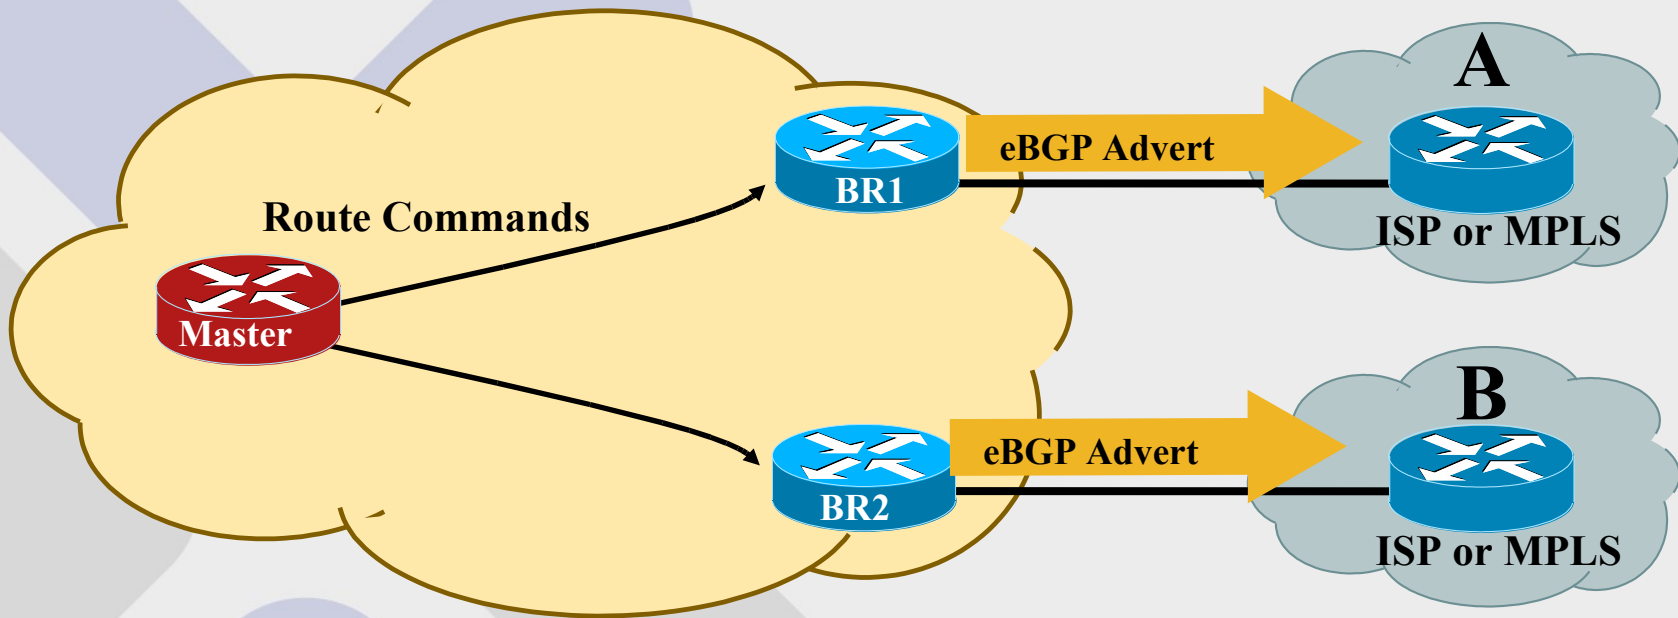 A
eBGP Advert
BR1
Route Commands
ISP or MPLS
Master
B
eBGP Advert
BR2
ISP or MPLS